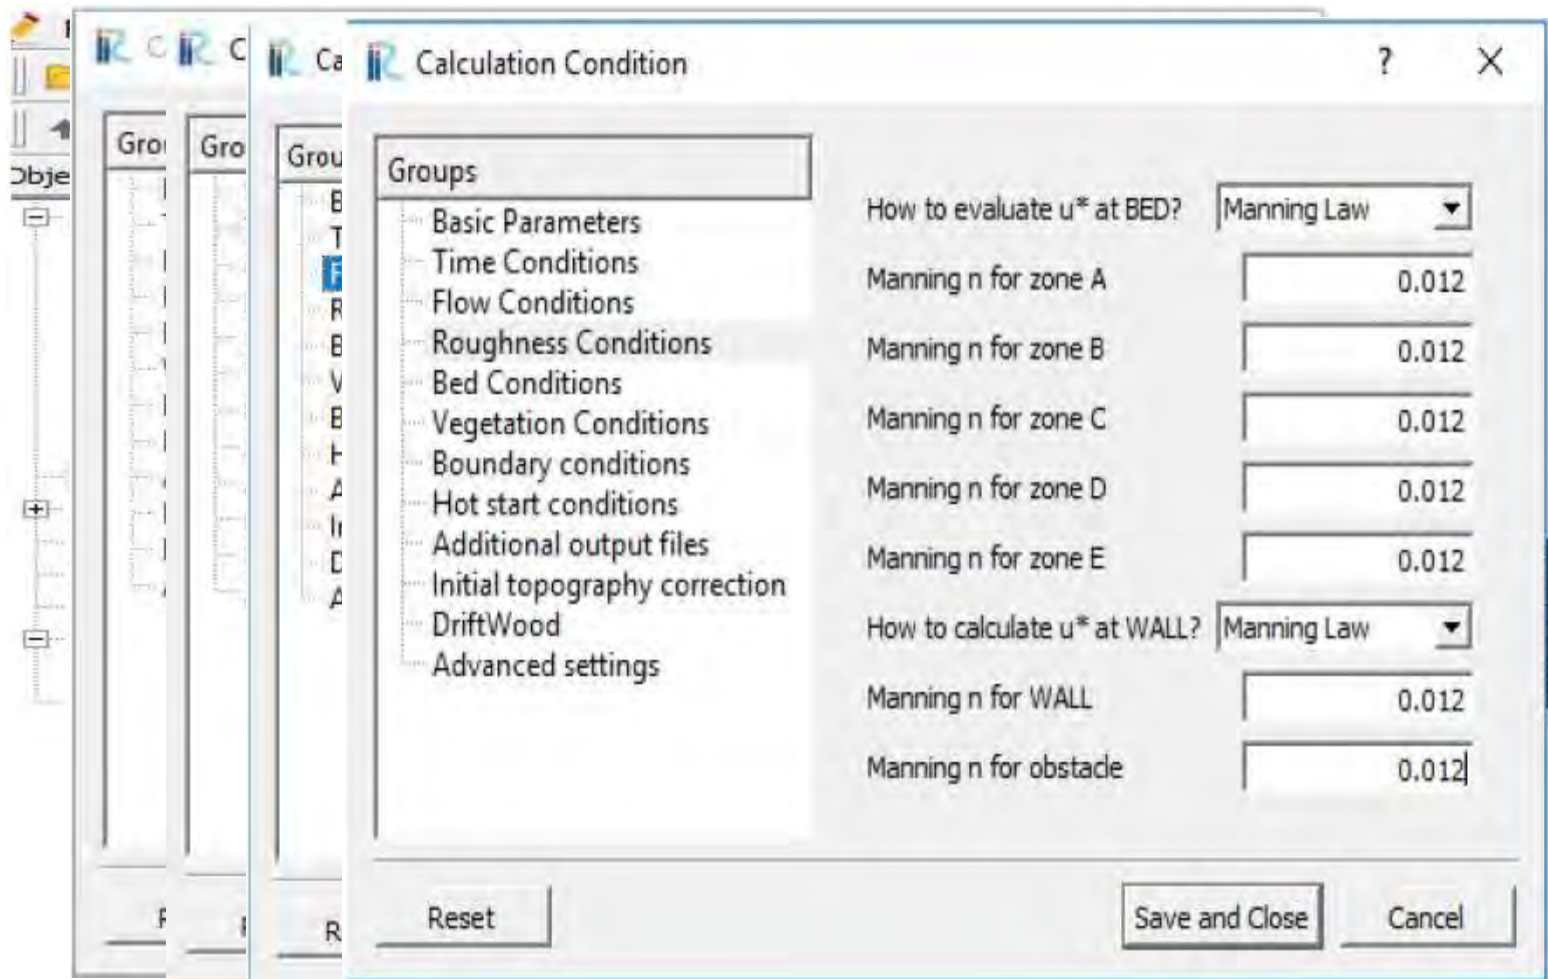 Calculation Condition
?
Groups
Basic Parameters
Time Conditions
Flow Conditions
Roughness Conditions
Bed Conditions
Vegetation Conditions
Boundary conditions
Hot start conditions
Additional output files
Initial topography correction
DriftWood
Advanced settings
How to evaluate u* at BED? Manning Law
Manning n for zone A 0.012
Manning n for zone B 0.012
Manning n for zone C 0.012
Manning n for zone D 0.012
Manning n for zone E 0.012
How to calculate u* at WALL? Manning Law
Manning n for WALL 0.012
Manning n for obstacle 0.012
Reset
Save and Close
Cancel